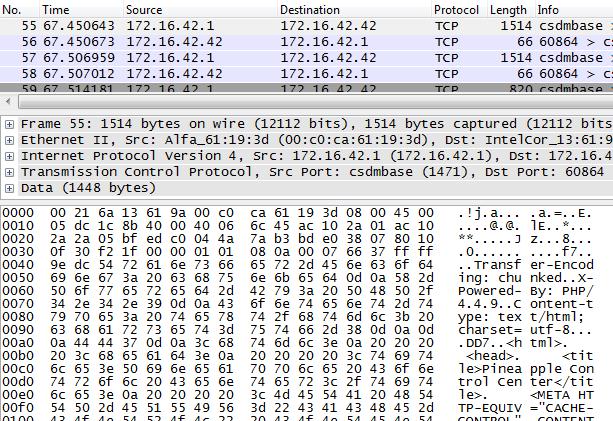 No. Time Source Destination Protocol Length Info
55 67.450643 172.16.42.1 172.16.42.42 TCP 1514 csdmbase
56 67.450673 172.16.42.42 172.16.42.1 TCP 66 60864 > cs
57 67.506959 172.16.42.1 172.16.42.42 TCP 1514 csdmbase
58 67.507012 172.16.42.42 172.16.42.1 TCP 66 60864 > cs
59 67.514181 172.16.42.1 172.16.42.42 TCP 820 csdmbase
Frame 55: 1514 bytes on wire (12112 bits), 1514 bytes captured (12112 bits
Ethernet II, Src: Alfa_61:19:3d (00:c0:ca:61:19:3d), Dst: IntelCor_13:61:9
Internet Protocol Version 4, Src: 172.16.42.1 (172.16.42.1), Dst: 172.16.4
Transmission Control Protocol, Src Port: csdmbase (1471), Dst Port: 60864
Data (1448 bytes)
0000 00 21 6a 13 61 9a 00 c0 ca 61 19 3d 08 00 45 00 .!j.a... .a.=..E.
0010 05 dc 1c 8b 40 00 40 06 6c 45 ac 10 2a 01 ac 10 ....@.@. lE..*...
0020 2a 2a 05 bf ed c0 04 4a 7a b3 bd e0 38 07 80 10 **.....J z...8...
0030 0f 30 f2 1f 00 00 01 01 08 0a 00 07 66 37 ff ff .0...... ....f7..
0040 9e dc 54 72 61 6e 73 66 65 72 2d 45 6e 63 6f 64 ..Transf er-Encod
0050 69 6e 67 3a 20 63 68 75 6e 6b 65 64 0d 0a 58 2d ing: chu nked..X-
0060 50 6f 77 65 72 65 64 2d 42 79 3a 20 50 48 50 2f Powered- By: PHP/
0070 34 2e 34 2e 39 0d 0a 43 6f 6e 74 65 6e 74 2d 74 4.4.9..C ontent-t
0080 79 70 65 3a 20 74 65 78 74 2f 68 74 6d 6c 3b 20 ype: tex t/html;
0090 63 68 61 72 73 65 74 3d 75 74 66 2d 38 0d 0a 0d charset= utf-8...
00a0 0a 44 44 37 0d 0a 3c 68 74 6d 6c 3e 0a 20 20 20 .DD7..<h tml>.
00b0 20 3c 68 65 61 64 3e 0a 20 20 20 20 3c 74 69 74 <head>. <tit
00c0 6c 65 3e 50 69 6e 65 61 70 70 6c 65 20 43 6f 6e le>Pinea pple Con
00d0 74 72 6f 6c 20 43 65 6e 74 65 72 3c 2f 74 69 74 trol Cen ter</tit
00e0 6c 65 3e 0a 20 20 20 20 3c 4d 45 54 41 20 48 54 le>. <META HT
00f0 54 50 2d 45 51 55 49 56 3d 22 43 41 43 48 45 2d TP-EQUIV ="CACHE-